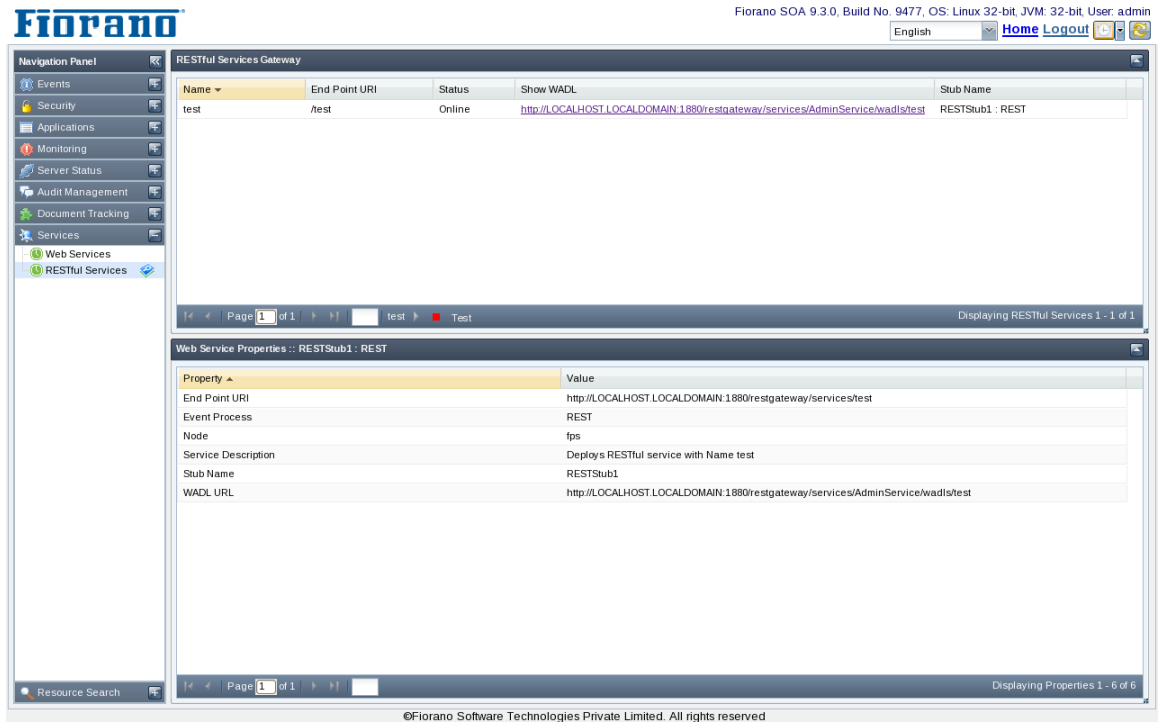 Fiorano
Fiorano SOA 9.3.0, Build No. 9477, OS: Linux 32-bit, JVM: 32-bit, User: admin
English Home Logout
Navigation Panel
Events
Security
Applications
Monitoring
Server Status
Audit Management
Document Tracking
Services
Web Services
RESTful Services
Resource Search
RESTful Services Gateway
Name End Point URI Status Show WADL Stub Name
test /test Online http://LOCALHOST.LOCALDOMAIN:1880/restgateway/services/AdminService/wadls/test RESTStub1 : REST
Page 1 of 1 test Test Displaying RESTful Services 1 - 1 of 1
Web Service Properties :: RESTStub1 : REST
Property Value
End Point URI http://LOCALHOST.LOCALDOMAIN:1880/restgateway/services/test
Event Process REST
Node fps
Service Description Deploys RESTful service with Name test
Stub Name RESTStub1
WADL URL http://LOCALHOST.LOCALDOMAIN:1880/restgateway/services/AdminService/wadls/test
Page 1 of 1 Displaying Properties 1 - 6 of 6
©Fiorano Software Technologies Private Limited. All rights reserved